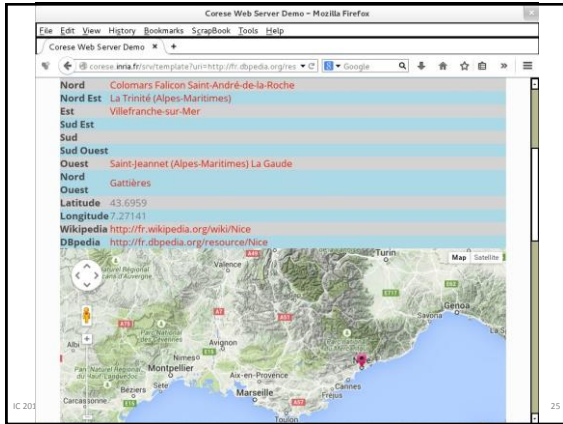 Corese Web Server Demo - Mozilla Firefox
File Edit View History Bookmarks ScrapBook Tools Help
Corese Web Server Demo × +
corese.inria.fr/srv/template?uri=http://fr.dbpedia.org/res Google
Nord Colomars Falicon Saint-André-de-la-Roche
Nord Est La Trinité (Alpes-Maritimes)
Est Villefranche-sur-Mer
Sud Est
Sud
Sud Ouest
Ouest Saint-Jeannet (Alpes-Maritimes) La Gaude
Nord
Ouest Gattières
Latitude 43.6959
Longitude 7.27141
Wikipedia http://fr.wikipedia.org/wiki/Nice
DBpedia http://fr.dbpedia.org/resource/Nice
Map Satellite
Turin
Valence
Genoa
Savona
Albi
Avignon
Nîmes
Montpellier
Aix-en-Provence
Cannes
Beziers
Sete
Marseille
Frejus
Carcassonne
Toulon
IC 201
25